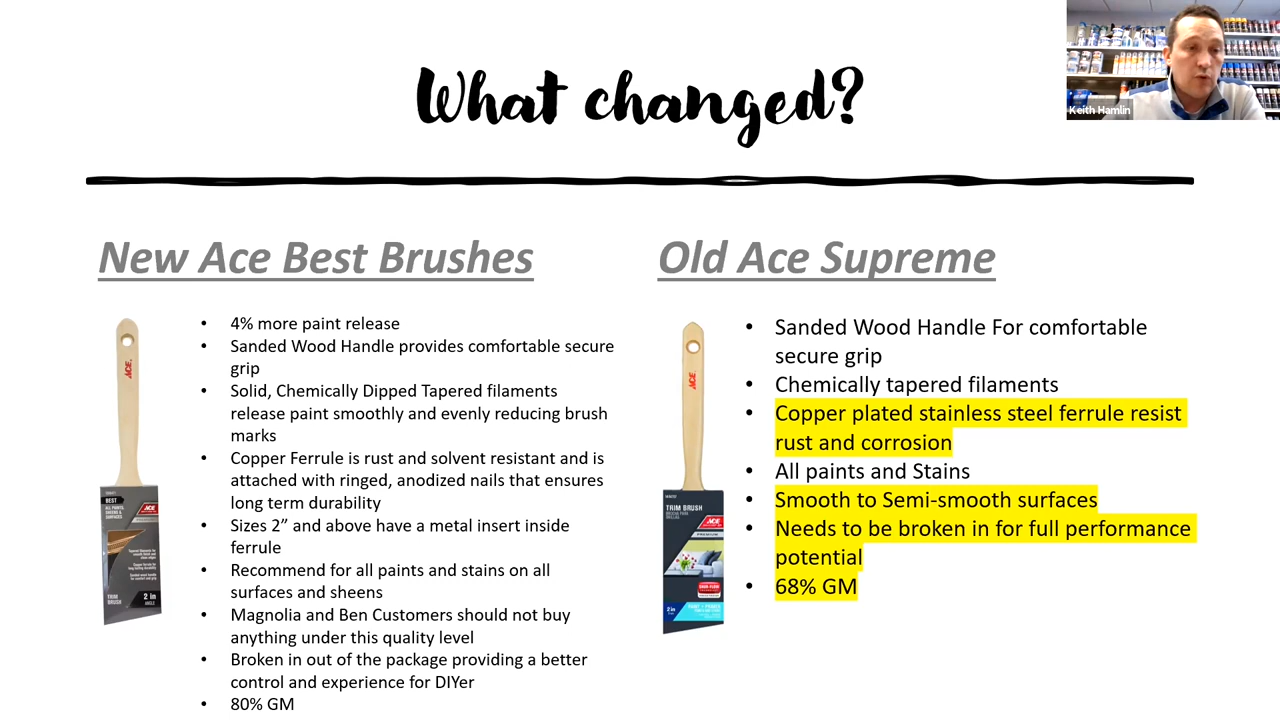 What changed?
Keith Hamlin
New Ace Best Brushes
Old Ace Supreme
• 4% more paint release
• Sanded Wood Handle provides comfortable secure
grip
• Solid, Chemically Dipped Tapered filaments
release paint smoothly and evenly reducing brush
marks
• Copper Ferrule is rust and solvent resistant and is
attached with ringed, anodized nails that ensures
long term durability
• Sizes 2” and above have a metal insert inside
ferrule
• Recommend for all paints and stains on all
surfaces and sheens
• Magnolia and Ben Customers should not buy
anything under this quality level
• Broken in out of the package providing a better
control and experience for DIYer
• 80% GM
• Sanded Wood Handle For comfortable
secure grip
• Chemically tapered filaments
• Copper plated stainless steel ferrule resist
rust and corrosion
• All paints and Stains
• Smooth to Semi-smooth surfaces
• Needs to be broken in for full performance
potential
• 68% GM
ACE
BEST
ALL PAINTS,
ACE
TRIM
BRUSH
2 in
ANGLE
ACE
TRIM BRUSH
ACE
2 in